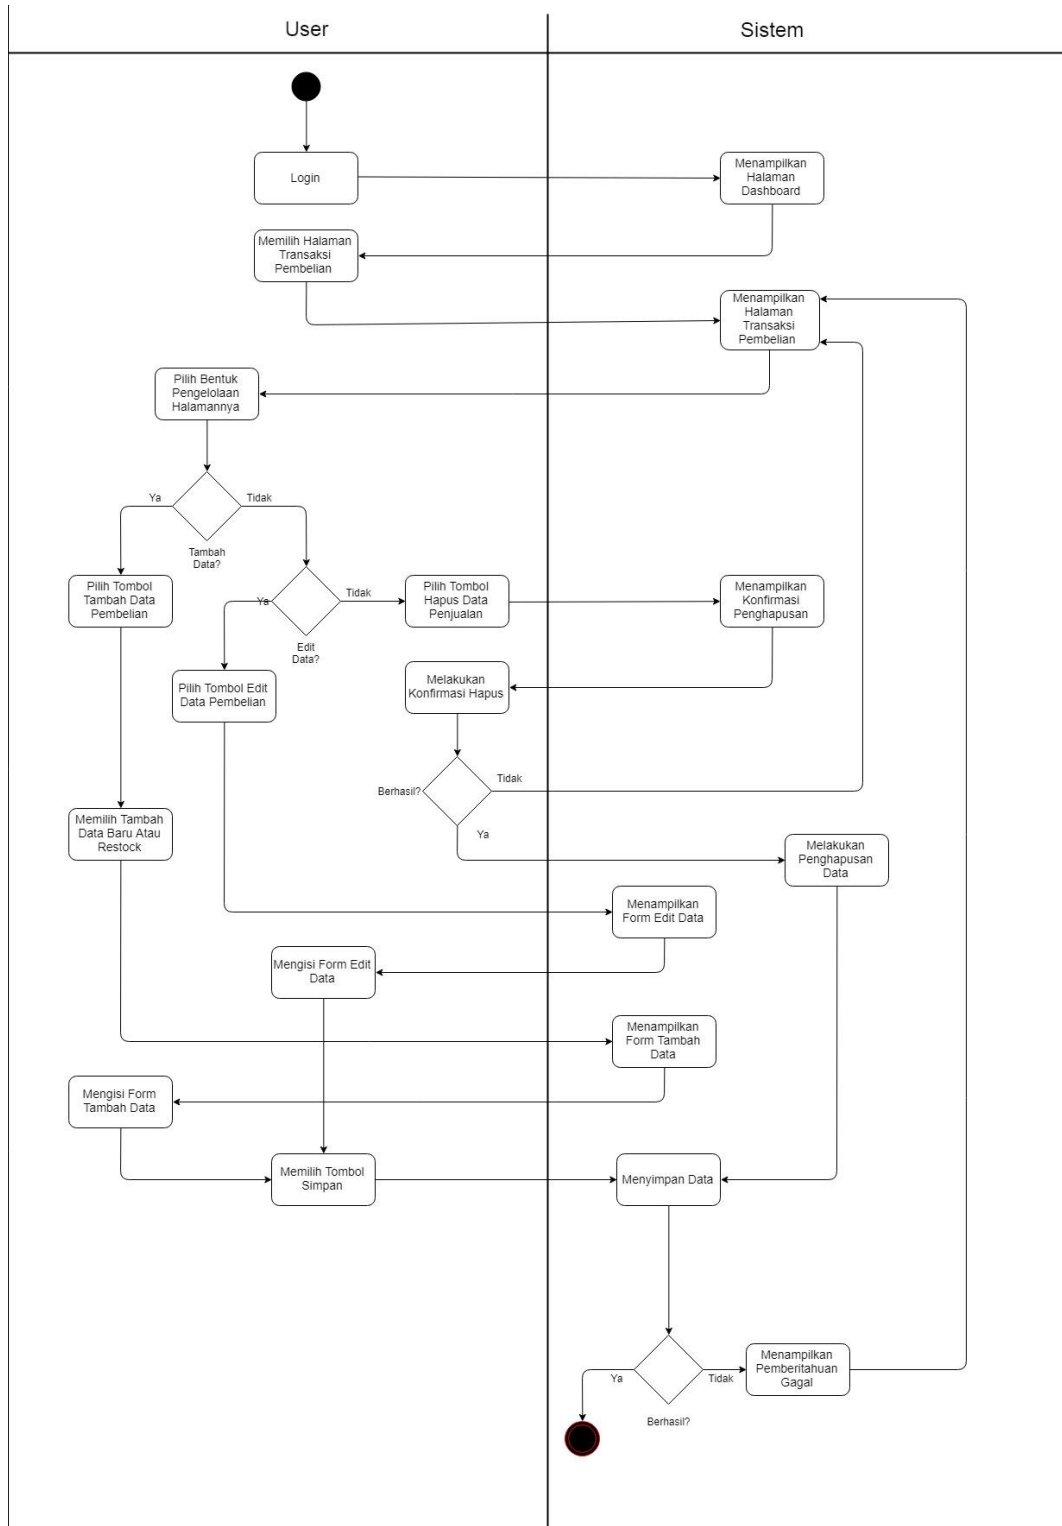 User
Sistem
Login
Menampilkan
Halaman
Dashboard
Memilih Halaman
Transaksi
Pembelian
Menampilkan
Halaman
Transaksi
Pembelian
Pilih Bentuk
Pengelolaan
Halamannya
Ya
Tidak
Tambah
Data?
Pilih Tombol
Tambah Data
Pembelian
Ya
Tidak
Edit
Data?
Pilih Tombol
Hapus Data
Penjualan
Menampilkan
Konfirmasi
Penghapusan
Pilih Tombol Edit
Data Pembelian
Melakukan
Konfirmasi Hapus
Berhasil?
Tidak
Ya
Memilih Tambah
Data Baru Atau
Restock
Melakukan
Penghapusan
Data
Menampilkan
Form Edit Data
Mengisi Form Edit
Data
Menampilkan
Form Tambah
Data
Mengisi Form
Tambah Data
Memilih Tombol
Simpan
Menyimpan Data
Ya
Tidak
Berhasil?
Menampilkan
Pemberitahuan
Gagal